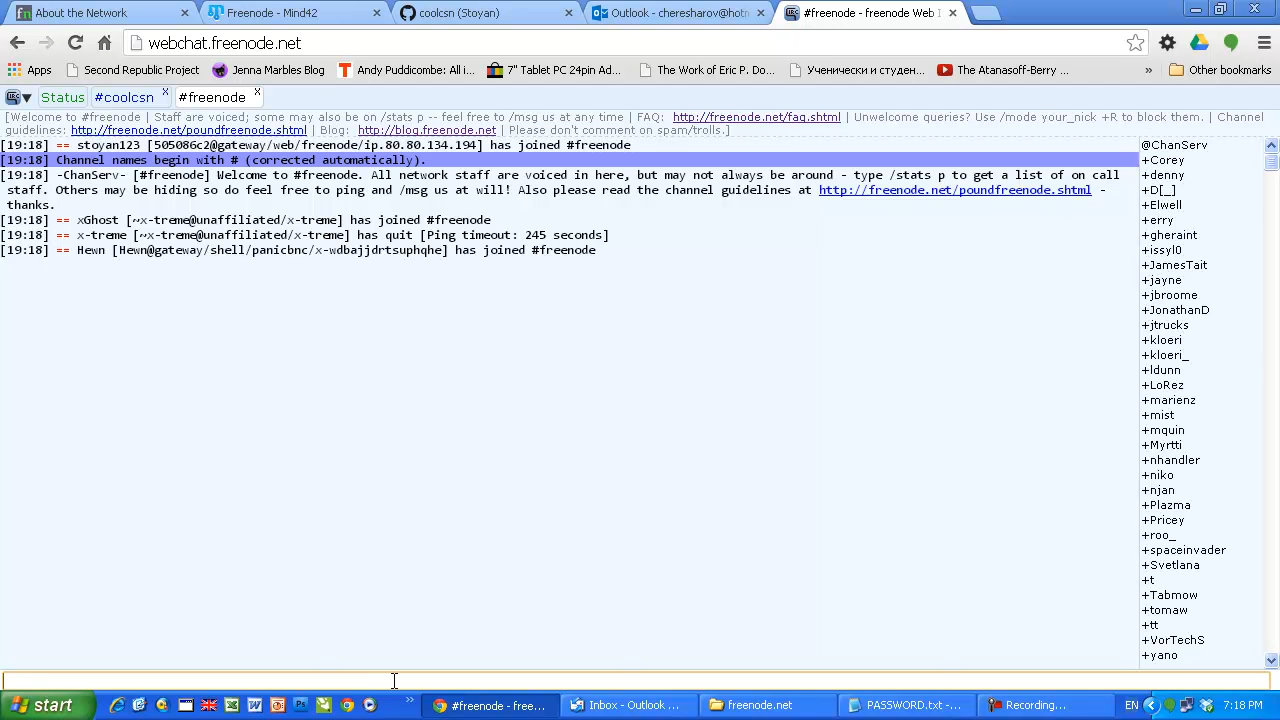 About the Network
Freenode - Mind42
coolcsn (Stoyan)
Outlook - cheresharov@hotm
#freenode - freenode Web I
webchat.freenode.net
Apps
Second Republic Project
Janna Marbles Blog
Andy Puddicombe: All i...
7" Tablet PC 24pin Ad...
The Work of Eric P. Do...
Ученически и студен...
The Atanasoff-Berry ...
»
Other bookmarks
Status
#coolcsn
#freenode
[Welcome to #freenode | Staff are voiced; some may also be on /stats p -- feel free to /msg us at any time | FAQ: http://freenode.net/faq.shtml | Unwelcome queries? Use /mode your_nick +R to block them. | Channel
guidelines: http://freenode.net/poundfreenode.shtml | Blog: http://blog.freenode.net | Please don't comment on spam/trolls.]
[19:18] == stoyan123 [505086c2@gateway/web/freenode/ip.80.80.134.194] has joined #freenode
[19:18] Channel names begin with # (corrected automatically).
[19:18] -ChanServ- [#freenode] Welcome to #freenode. All network staff are voiced in here, but may not always be around - type /stats p to get a list of on call
staff. Others may be hiding so do feel free to ping and /msg us at will! Also please read the channel guidelines at http://freenode.net/poundfreenode.shtml -
thanks.
[19:18] == xGhost [~x-treme@unaffiliated/x-treme] has joined #freenode
[19:18] == x-treme [~x-treme@unaffiliated/x-treme] has quit [Ping timeout: 245 seconds]
[19:18] == Hewn [Hewn@gateway/shell/panicbnc/x-wdbajjdrtsuphqhe] has joined #freenode
@ChanServ
+Corey
+denny
+D[_]
+Elwell
+erry
+gheraint
+issyl0
+JamesTait
+jayne
+jbroome
+JonathanD
+jtrucks
+kloeri
+kloeri_
+ldunn
+LoRez
+marienz
+mist
+mquin
+Myrtti
+nhandler
+niko
+njan
+Plazma
+Pricey
+roo_
+spaceinvader
+Svetlana
+t
+Tabmow
+tomaw
+tt
+VorTechS
+yano
start
»
#freenode - free...
Inbox - Outlook ...
freenode.net
PASSWORD.txt - ...
Recording...
EN
7:18 PM